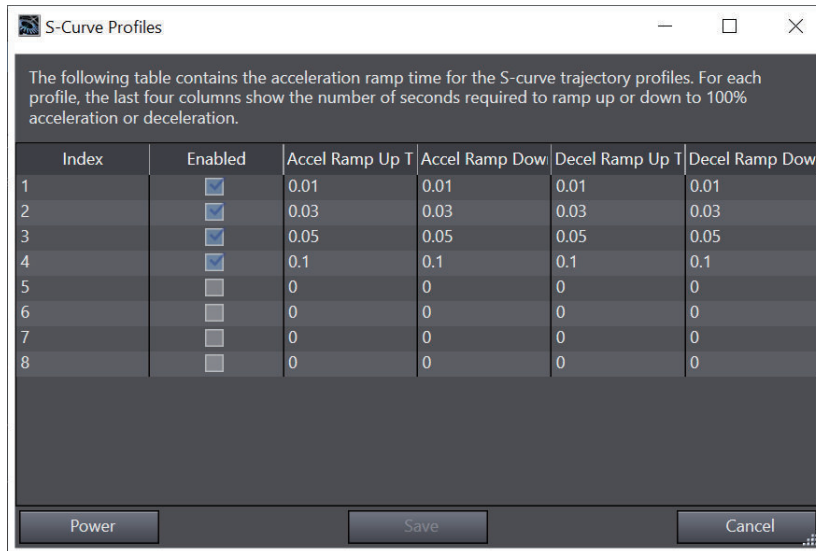 S-Curve Profiles
The following table contains the acceleration ramp time for the S-curve trajectory profiles. For each
profile, the last four columns show the number of seconds required to ramp up or down to 100%
acceleration or deceleration.
Index Enabled Accel Ramp Up T Accel Ramp Dow Decel Ramp Up T Decel Ramp Dow
1 0.01 0.01 0.01 0.01
2 0.03 0.03 0.03 0.03
3 0.05 0.05 0.05 0.05
4 0.1 0.1 0.1 0.1
5 0 0 0 0
6 0 0 0 0
7 0 0 0 0
8 0 0 0 0
Power Save Cancel